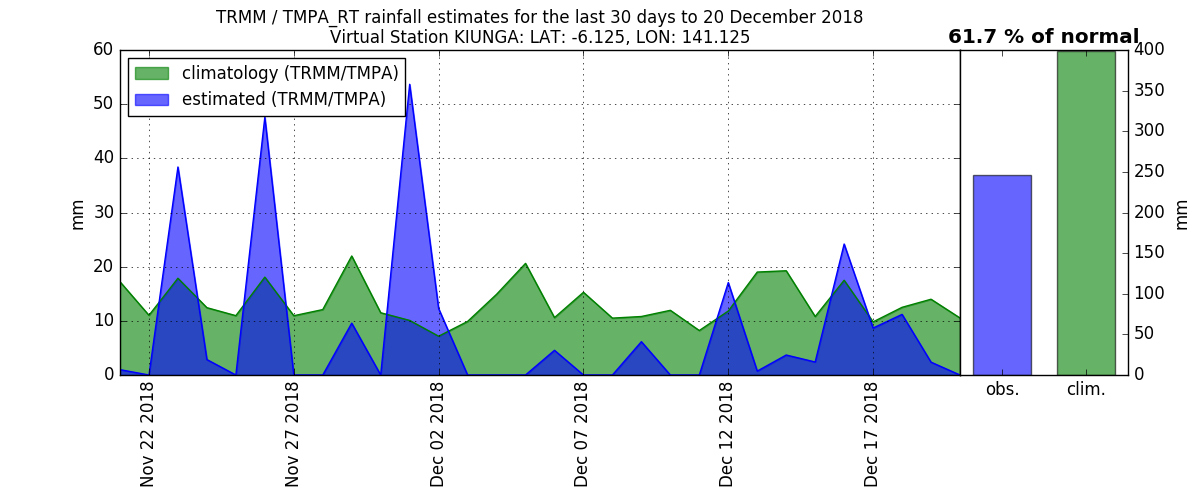 TRMM / TMPA_RT rainfall estimates for the last 30 days to 20 December 2018
Virtual Station KIUNGA: LAT: -6.125, LON: 141.125
61.7 % of normal
climatology (TRMM/TMPA)
estimated (TRMM/TMPA)
60
50
40
30
20
10
0
mm
Nov 22 2018
Nov 27 2018
Dec 02 2018
Dec 07 2018
Dec 12 2018
Dec 17 2018
400
350
300
250
200
150
100
50
0
mm
obs.
clim.